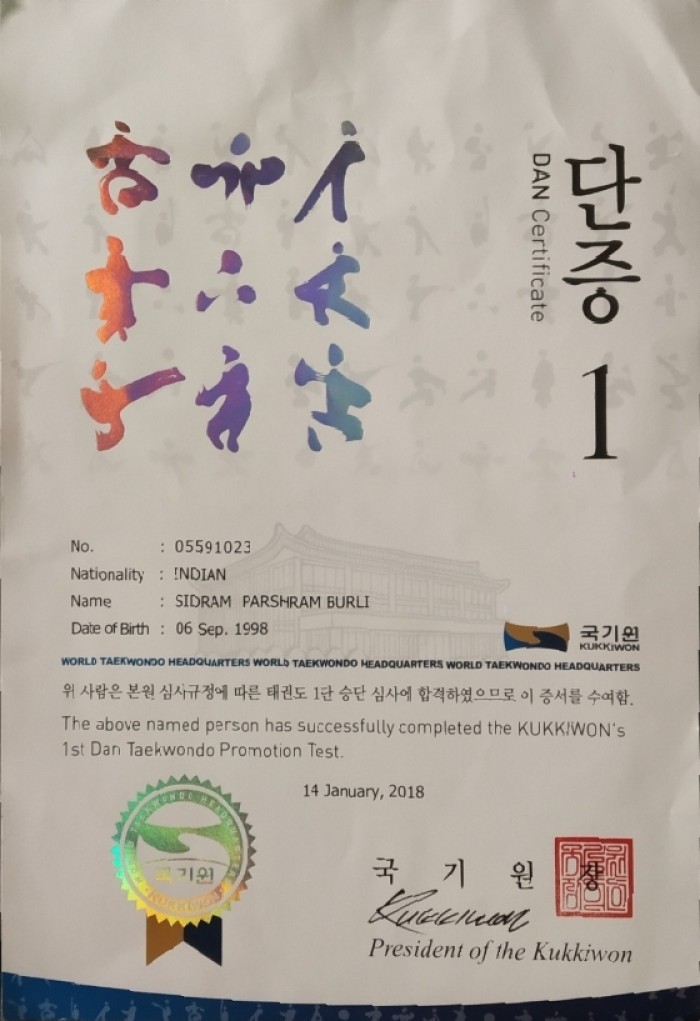 단증
DAN Certificate
1
No. : 05591023
Nationality : INDIAN
Name : SIDRAM PARSHRAM BURLI
Date of Birth : 06 Sep. 1998
국기원
KUKKIWON
WORLD TAEKWONDO HEADQUARTERS WORLD TAEKWONDO HEADQUARTERS WORLD TAEKWONDO HEADQUARTERS
위 사람은 본원 심사규정에 따른 태권도 1단 승단 심사에 합격하였으므로 이 증서를 수여함.
The above named person has successfully completed the KUKKIWON's
1st Dan Taekwondo Promotion Test.
14 January, 2018
WORLD TAEKWONDO HEADQUARTERS
국기원
KUKKIWON
국 기 원 장
Kukkiwon
President of the Kukkiwon